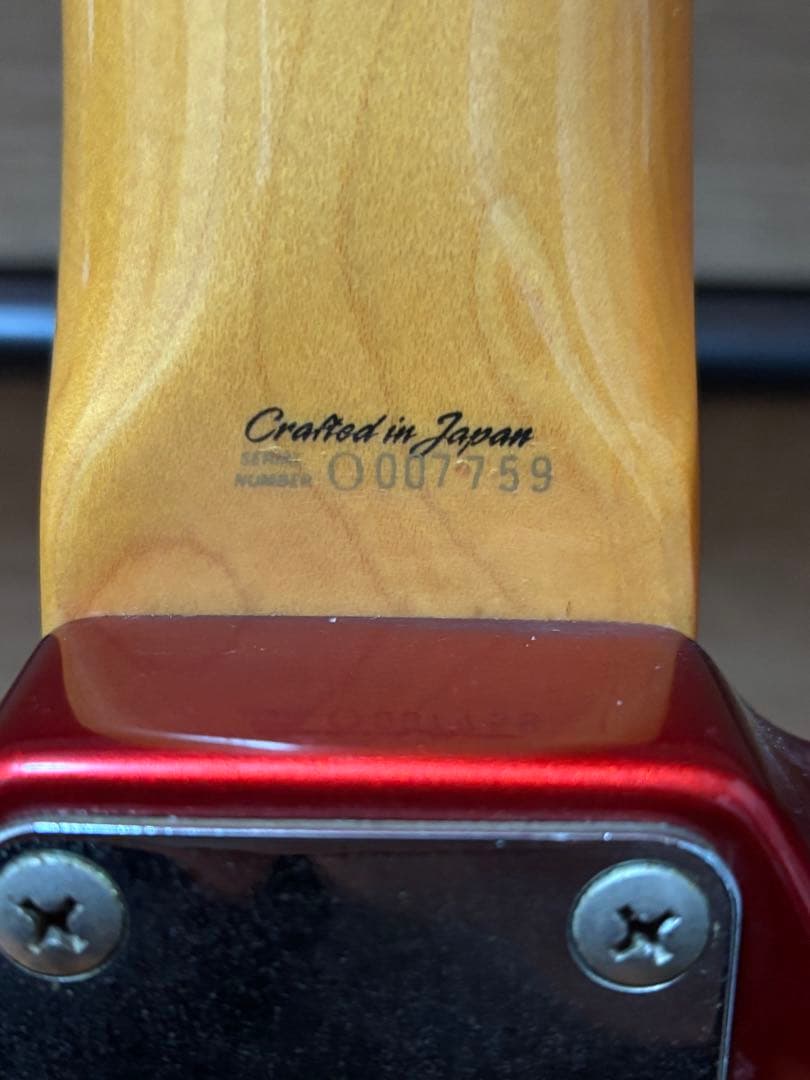 Crafted in Japan
SERIAL
NUMBER O007759